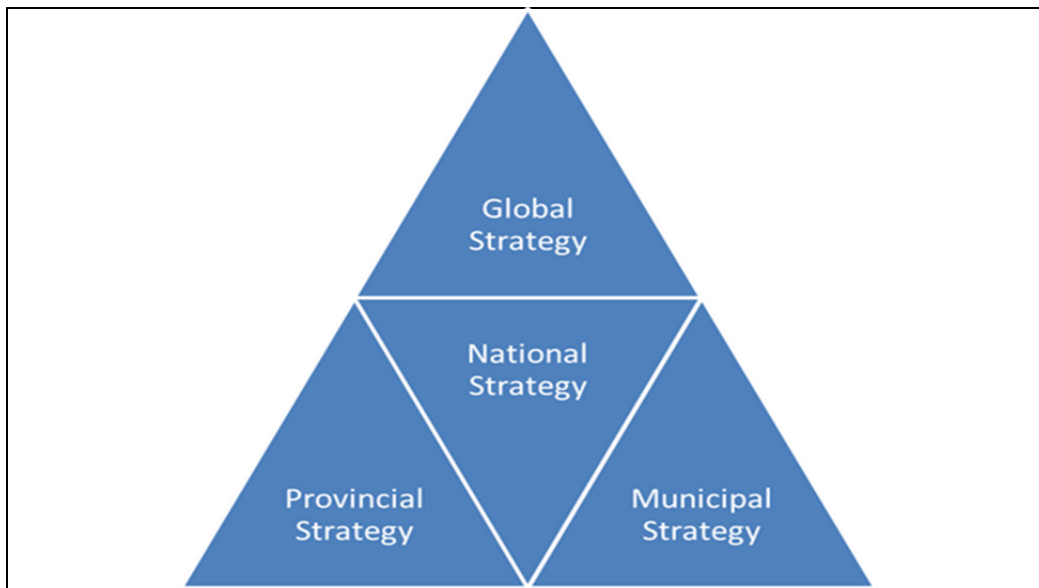 Global
Strategy
National
Strategy
Provincial
Strategy
Municipal
Strategy